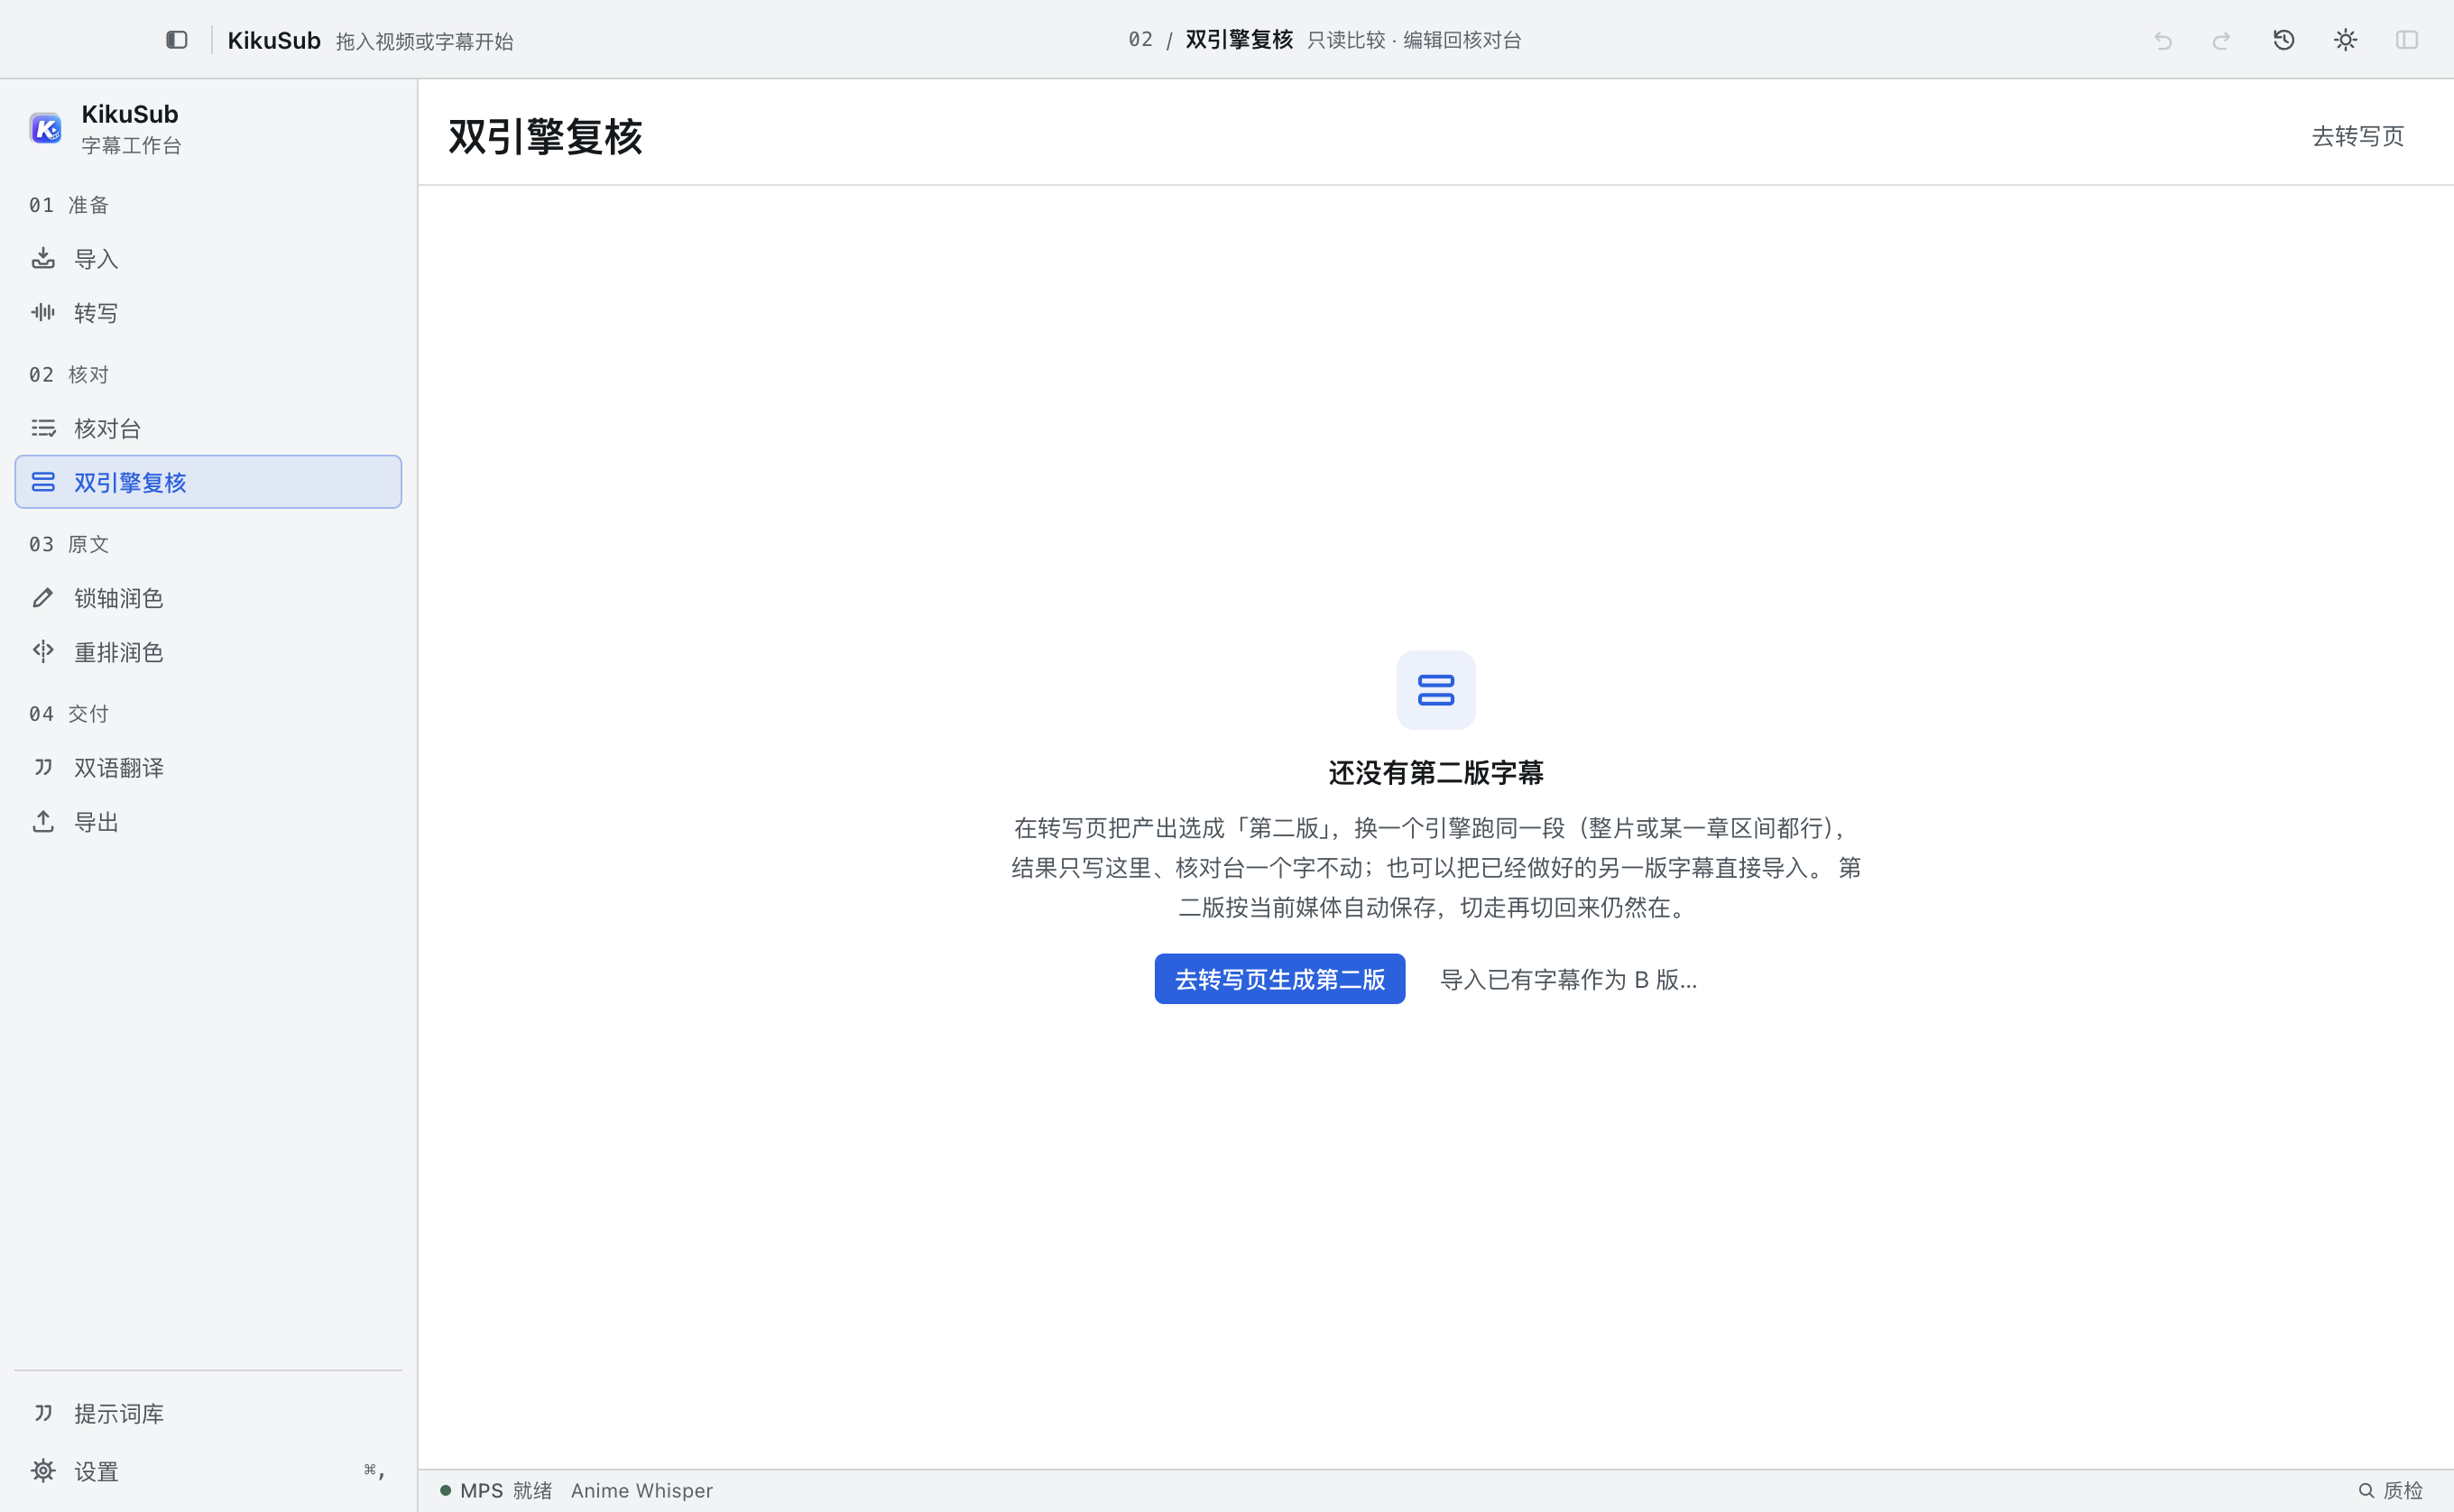 KikuSub 拖入视频或字幕开始
02 / 双引擎复核 只读比较 · 编辑回核对台
KikuSub
字幕工作台
01 准备
导入
转写
02 核对
核对台
双引擎复核
03 原文
锁轴润色
重排润色
04 交付
双语翻译
导出
提示词库
设置 ⌘,
双引擎复核
去转写页
还没有第二版字幕
在转写页把产出选成「第二版」，换一个引擎跑同一段（整片或某一章区间都行），
结果只写这里、核对台一个字不动；也可以把已经做好的另一版字幕直接导入。 第
二版按当前媒体自动保存，切走再切回来仍然在。
去转写页生成第二版
导入已有字幕作为 B 版...
MPS 就绪 Anime Whisper
质检